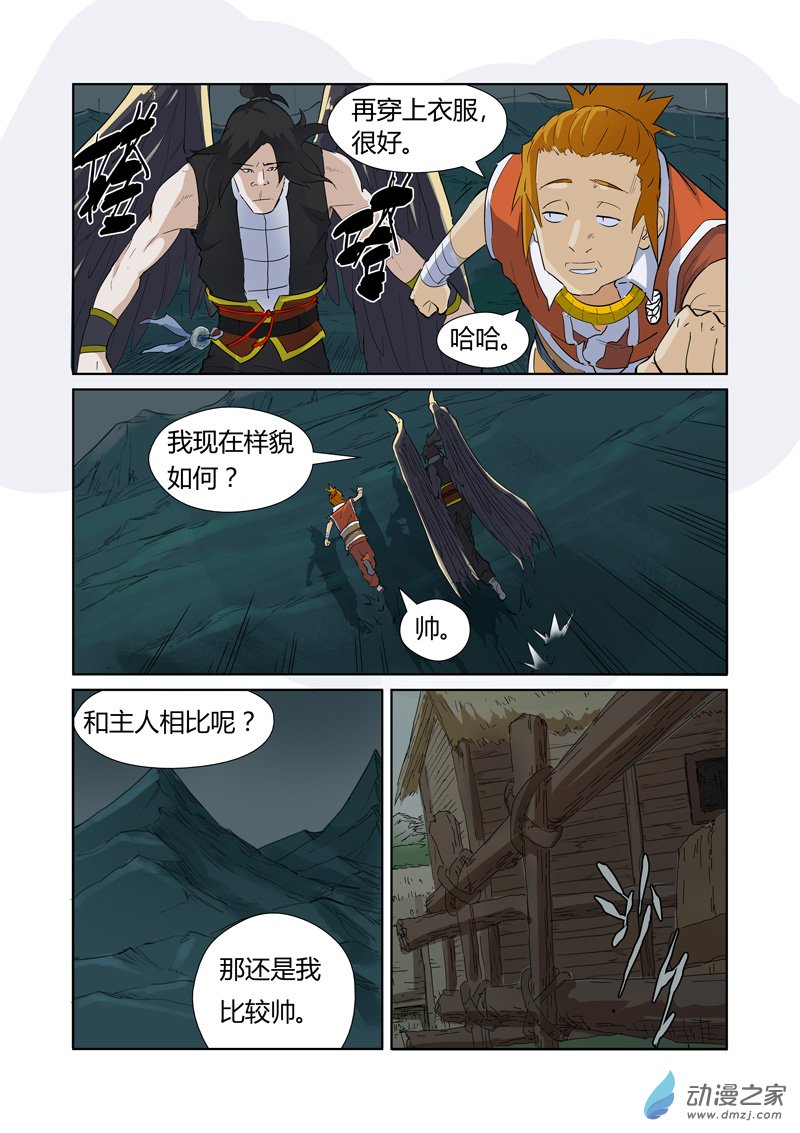 再穿上衣服，
很好。
哈哈。
我现在样貌
如何？
帅。
和主人相比呢？
那还是我
比较帅。
动漫之家
www.dmzj.com